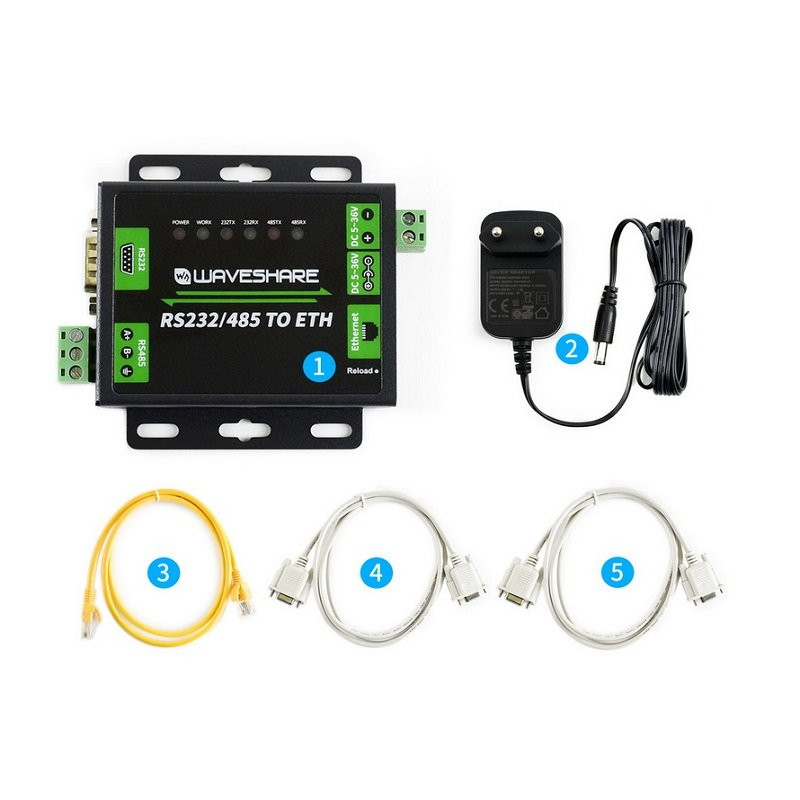 POWER WORK 232TX 232RX 485TX 485RX
RS232
DC 5~36V
DC 5~36V
WAVESHARE
RS232/485 TO ETH
RS485
A+
B-
Ethernet
Reload
1
2
3
4
5